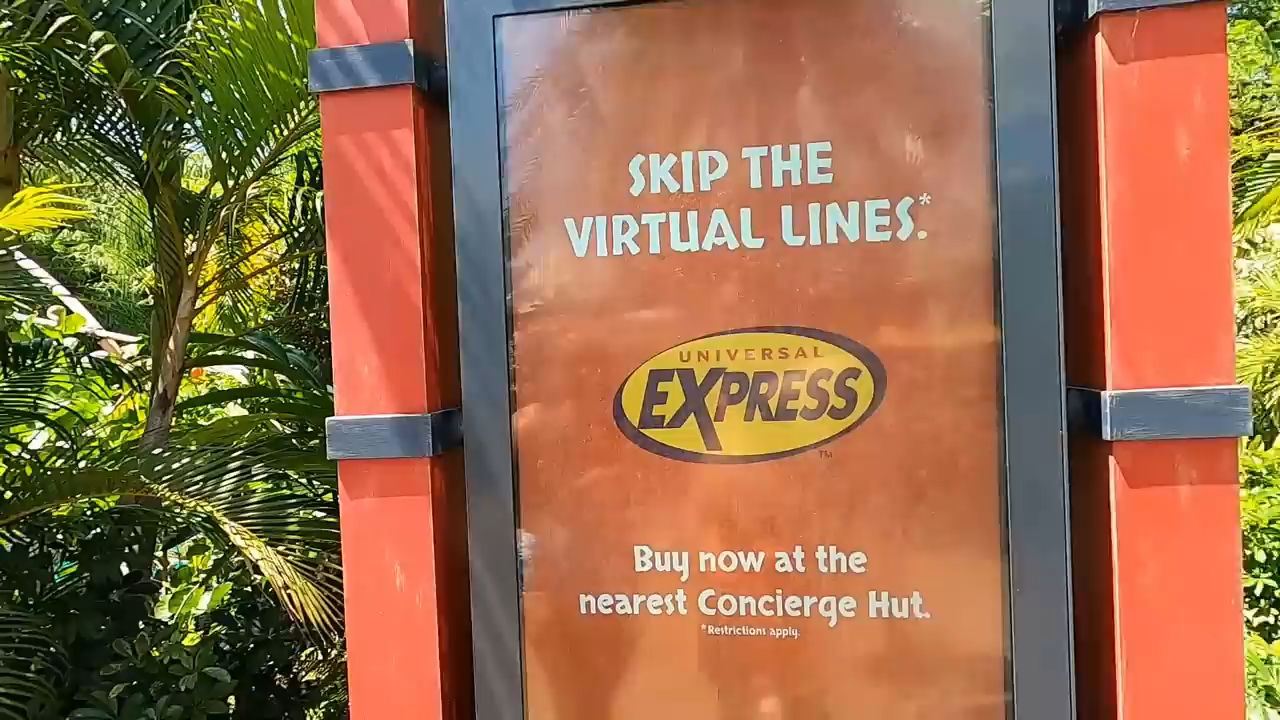 SKIP THE
VIRTUAL LINES.*
UNIVERSAL
EXPRESS
TM
Buy now at the
nearest Concierge Hut.
*Restrictions apply.